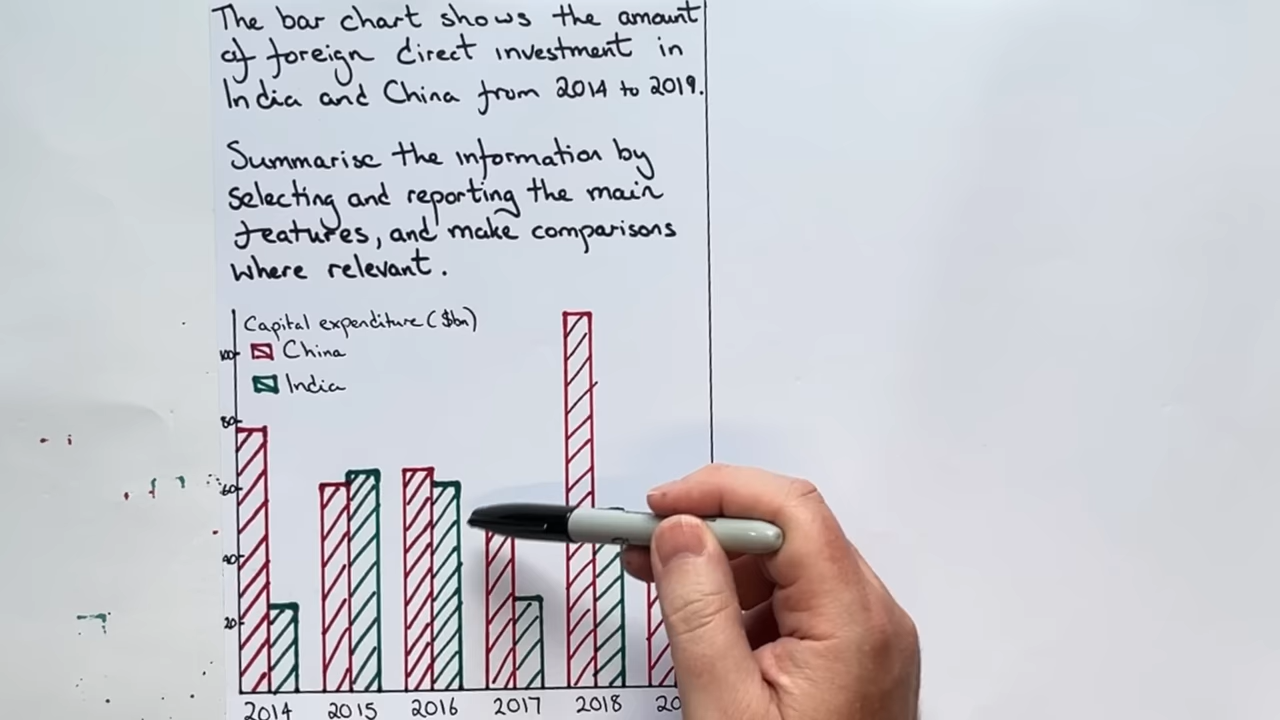 The bar chart shows the amount
of foreign direct investment in
India and China from 2014 to 2019.
Summarise the information by
selecting and reporting the main
features, and make comparisons
where relevant.
Capital expenditure ($bn)
China
India
100
80
60
40
20
2014 2015 2016 2017 2018